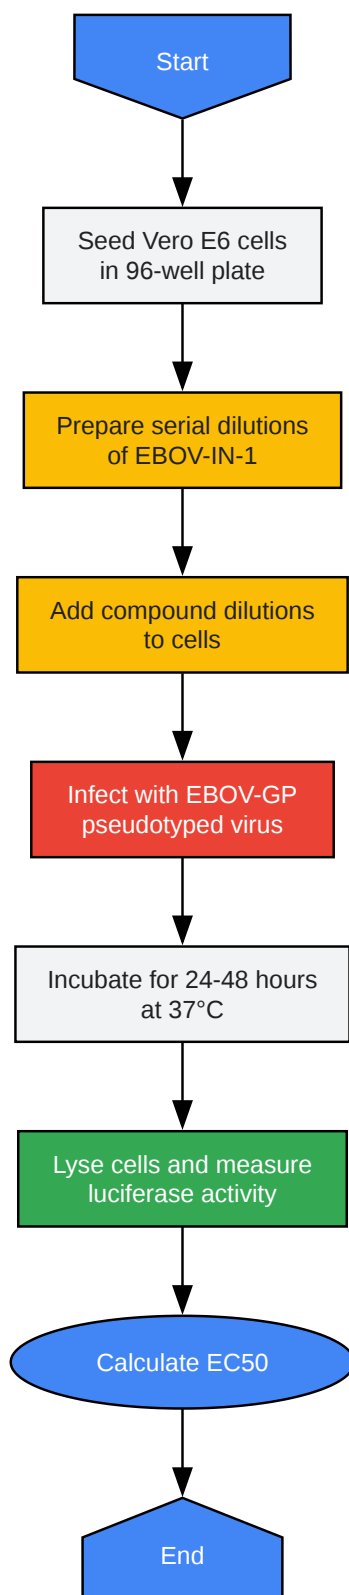 Start
Seed Vero E6 cells
in 96-well plate
Prepare serial dilutions
of EBOV-IN-1
Add compound dilutions
to cells
Infect with EBOV-GP
pseudotyped virus
Incubate for 24-48 hours
at 37°C
Lyse cells and measure
luciferase activity
Calculate EC50
End